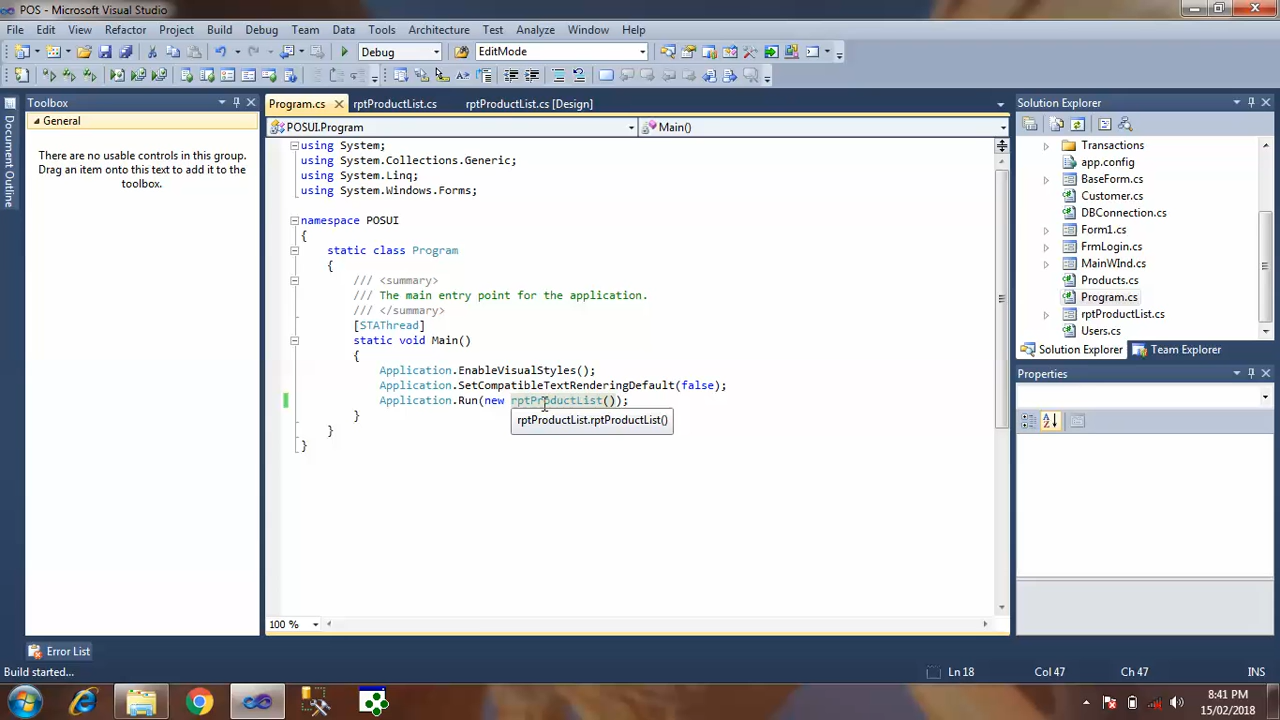 POS - Microsoft Visual Studio
File Edit View Refactor Project Build Debug Team Data Tools Architecture Test Analyze Window Help
Debug EditMode
Toolbox
General
There are no usable controls in this group.
Drag an item onto this text to add it to the
toolbox.
Document Outline
Program.cs rptProductList.cs rptProductList.cs [Design]
POSUI.Program Main()
using System;
using System.Collections.Generic;
using System.Linq;
using System.Windows.Forms;
namespace POSUI
{
static class Program
{
/// <summary>
/// The main entry point for the application.
/// </summary>
[STAThread]
static void Main()
{
Application.EnableVisualStyles();
Application.SetCompatibleTextRenderingDefault(false);
Application.Run(new rptProductList());
}
rptProductList.rptProductList()
}
}
100 %
Solution Explorer
Transactions
app.config
BaseForm.cs
Customer.cs
DBConnection.cs
Form1.cs
FrmLogin.cs
MainWInd.cs
Products.cs
Program.cs
rptProductList.cs
Users.cs
Solution Explorer Team Explorer
Properties
Error List
Build started... Ln 18 Col 47 Ch 47 INS
8:41 PM
15/02/2018